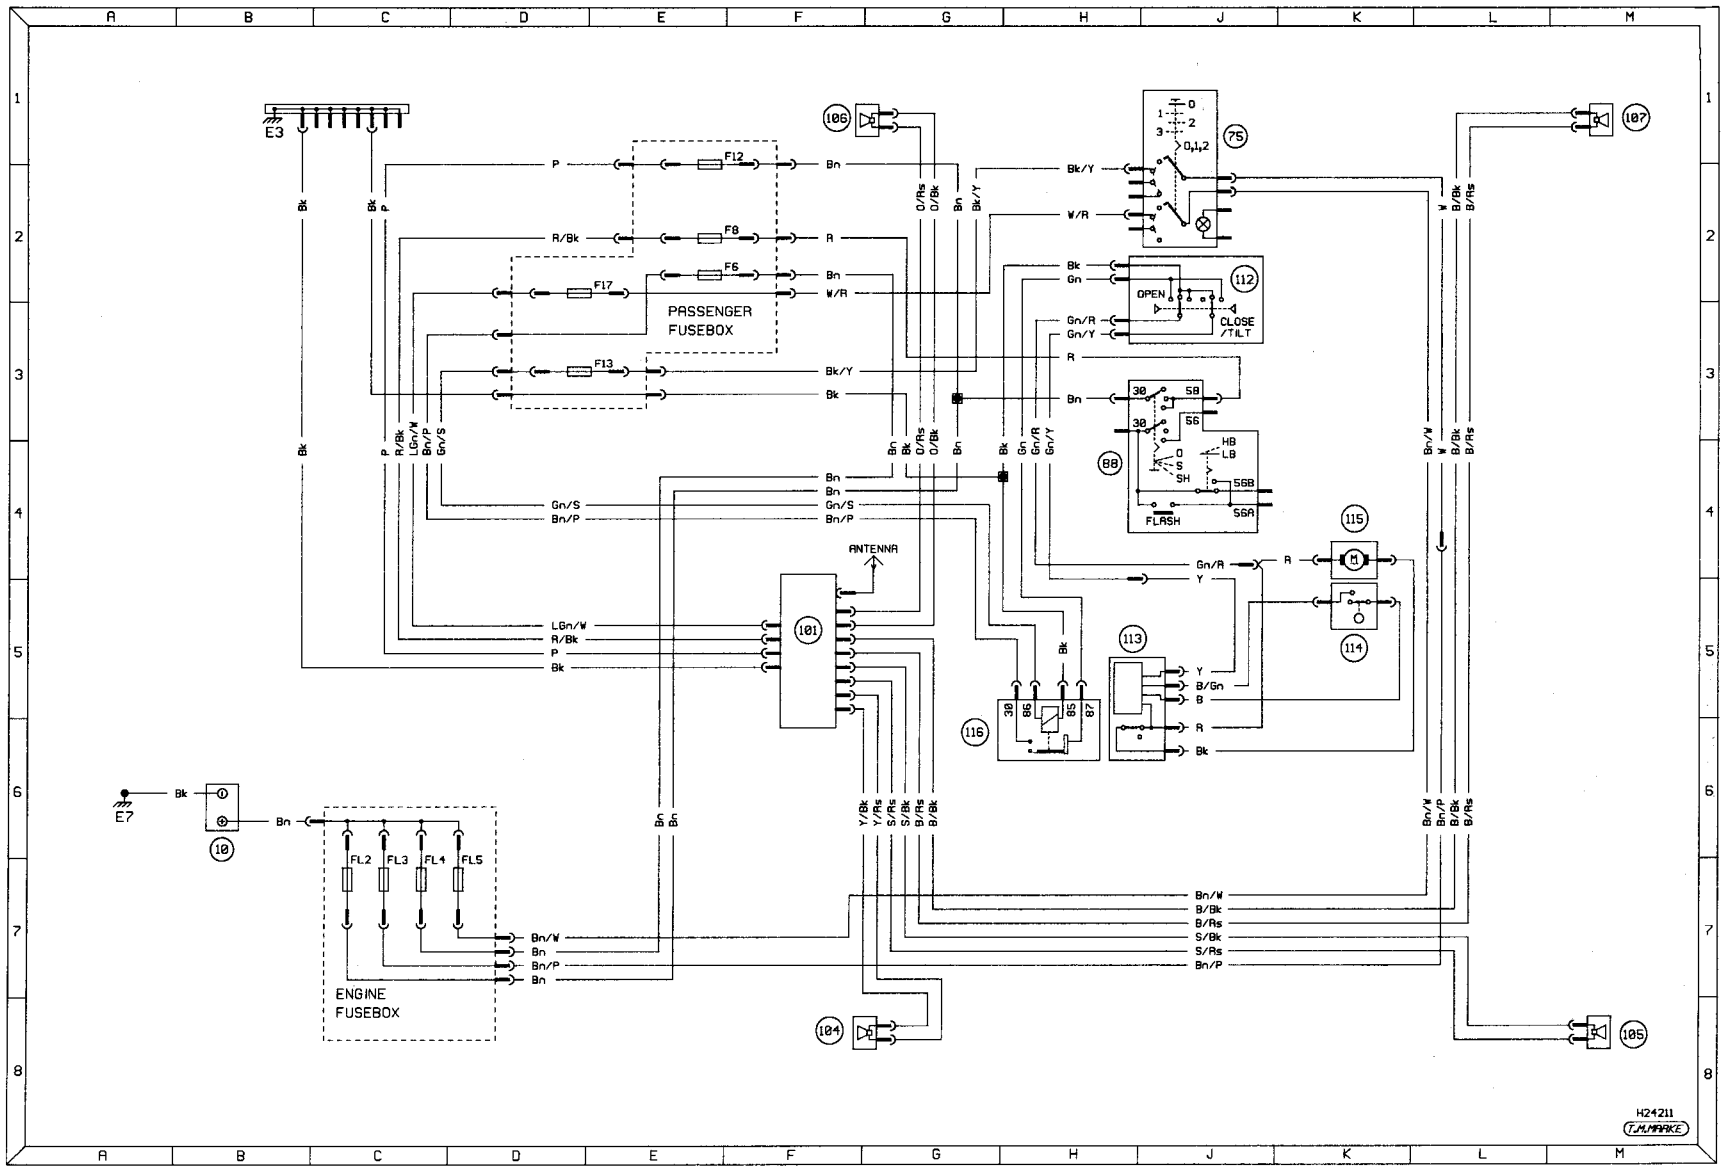 A B C D E F G H J K L M
1 1
E3
106
O
1
2
3
0,1,2
75
107
P F12 Bn
Bk/Y
Bk Bk P
O/Rs O/Bk Bn Bk/Y
W B/Bk B/Rs
W/R
2 2
R/Bk F8 R
F6 Bn
Bk
Gn
112
F17 W/R
OPEN
PASSENGER
FUSEBOX
Gn/R
Gn/Y
CLOSE
/TILT
R
3 3
F13 Bk/Y
Bk
Bn
30 58
30 56
Bk P R/Bk LGn/W Bn/P Gn/S
Bn Bk O/Rs O/Bk Bn Bk Gn Gn/R Gn/Y
Bn/W W B/Bk B/Rs
HB
LB
88
O
S
SH
Bn
Bn
56B
4 4
Gn/S Gn/S
Bn/P Bn/P
56A
FLASH
115
ANTENNA
Gn/R R M
Y
LGn/W
R/Bk
P
Bk
101
Bk
113
114
5 5
Y
B/Gn
B
30 86 85 87
116
R
Bk
6 6
Bk
E7
Bn
10
Bn Bn
Y/Bk Y/Rs S/Rs S/Bk B/Rs B/Bk
Bn/W Bn/P B/Bk B/Rs
FL2 FL3 FL4 FL5
Bn/W
B/Bk
B/Rs
7 7
Bn/W S/Bk
Bn S/Rs
Bn/P Bn/P
Bn
ENGINE
FUSEBOX
104
105
8 8
H24211
T.M.MARKE
A B C D E F G H J K L M